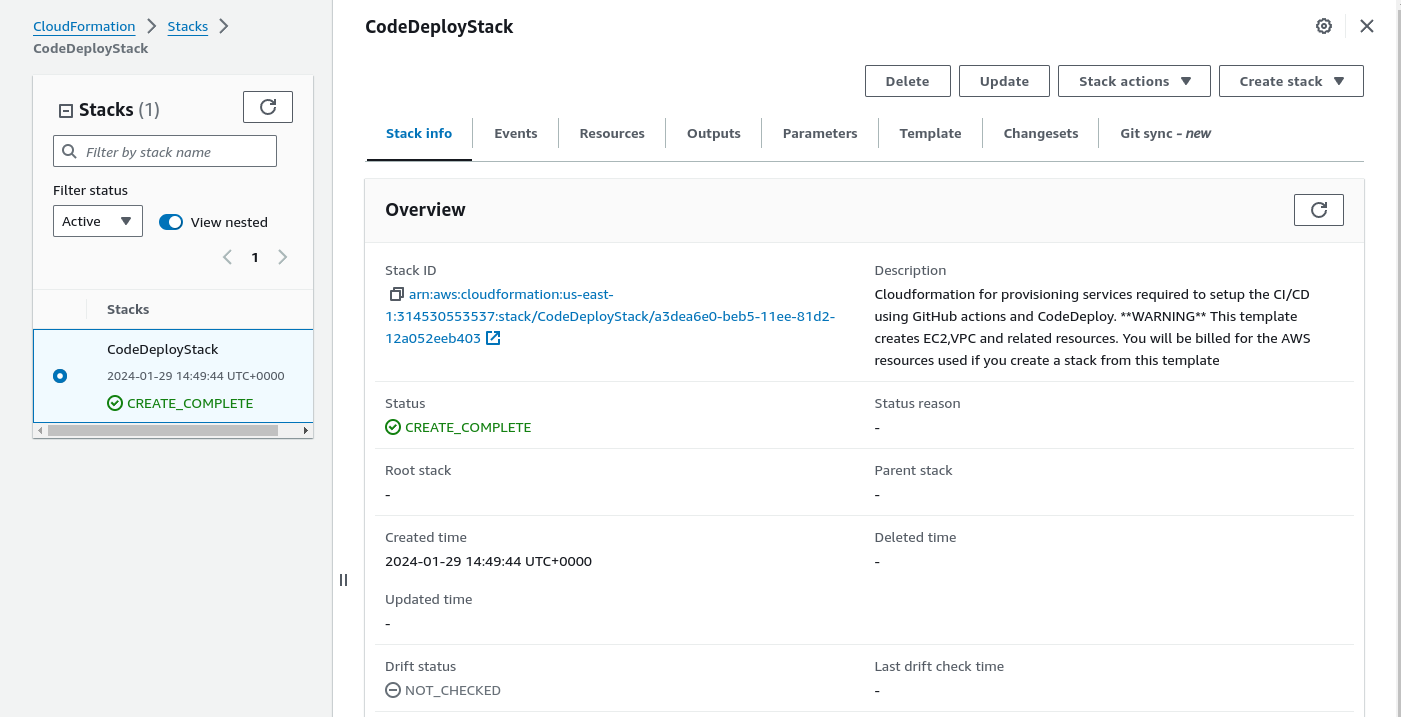 CloudFormation > Stacks >
CodeDeployStack
Stacks (1)
Filter by stack name
Filter status
Active
View nested
1
Stacks
CodeDeployStack
2024-01-29 14:49:44 UTC+0000
CREATE_COMPLETE
CodeDeployStack
Delete Update Stack actions Create stack
Stack info Events Resources Outputs Parameters Template Changesets Git sync - new
Overview
Stack ID
arn:aws:cloudformation:us-east-
1:314530553537:stack/CodeDeployStack/a3dea6e0-beb5-11ee-81d2-
12a052eeb403
Description
Cloudformation for provisioning services required to setup the CI/CD
using GitHub actions and CodeDeploy. **WARNING** This template
creates EC2,VPC and related resources. You will be billed for the AWS
resources used if you create a stack from this template
Status
CREATE_COMPLETE
Status reason
-
Root stack
-
Parent stack
-
Created time
2024-01-29 14:49:44 UTC+0000
Deleted time
-
Updated time
-
Drift status
NOT_CHECKED
Last drift check time
-